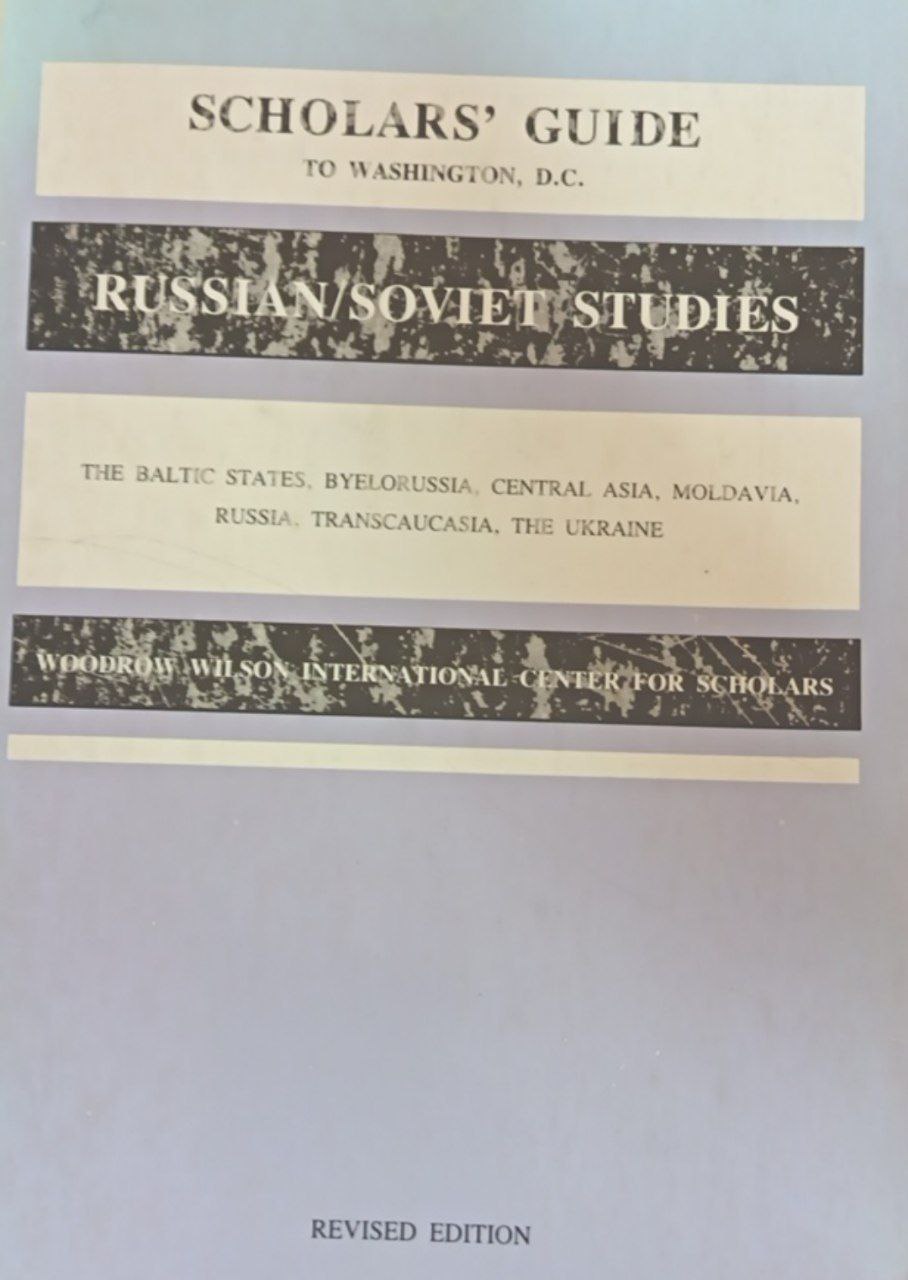 SCHOLARS’ GUIDE
TO WASHINGTON, D.C.
RUSSIAN/SOVIET STUDIES
THE BALTIC STATES, BYELORUSSIA, CENTRAL ASIA, MOLDAVIA,
RUSSIA, TRANSCAUCASIA, THE UKRAINE
WOODROW WILSON INTERNATIONAL CENTER FOR SCHOLARS
REVISED EDITION